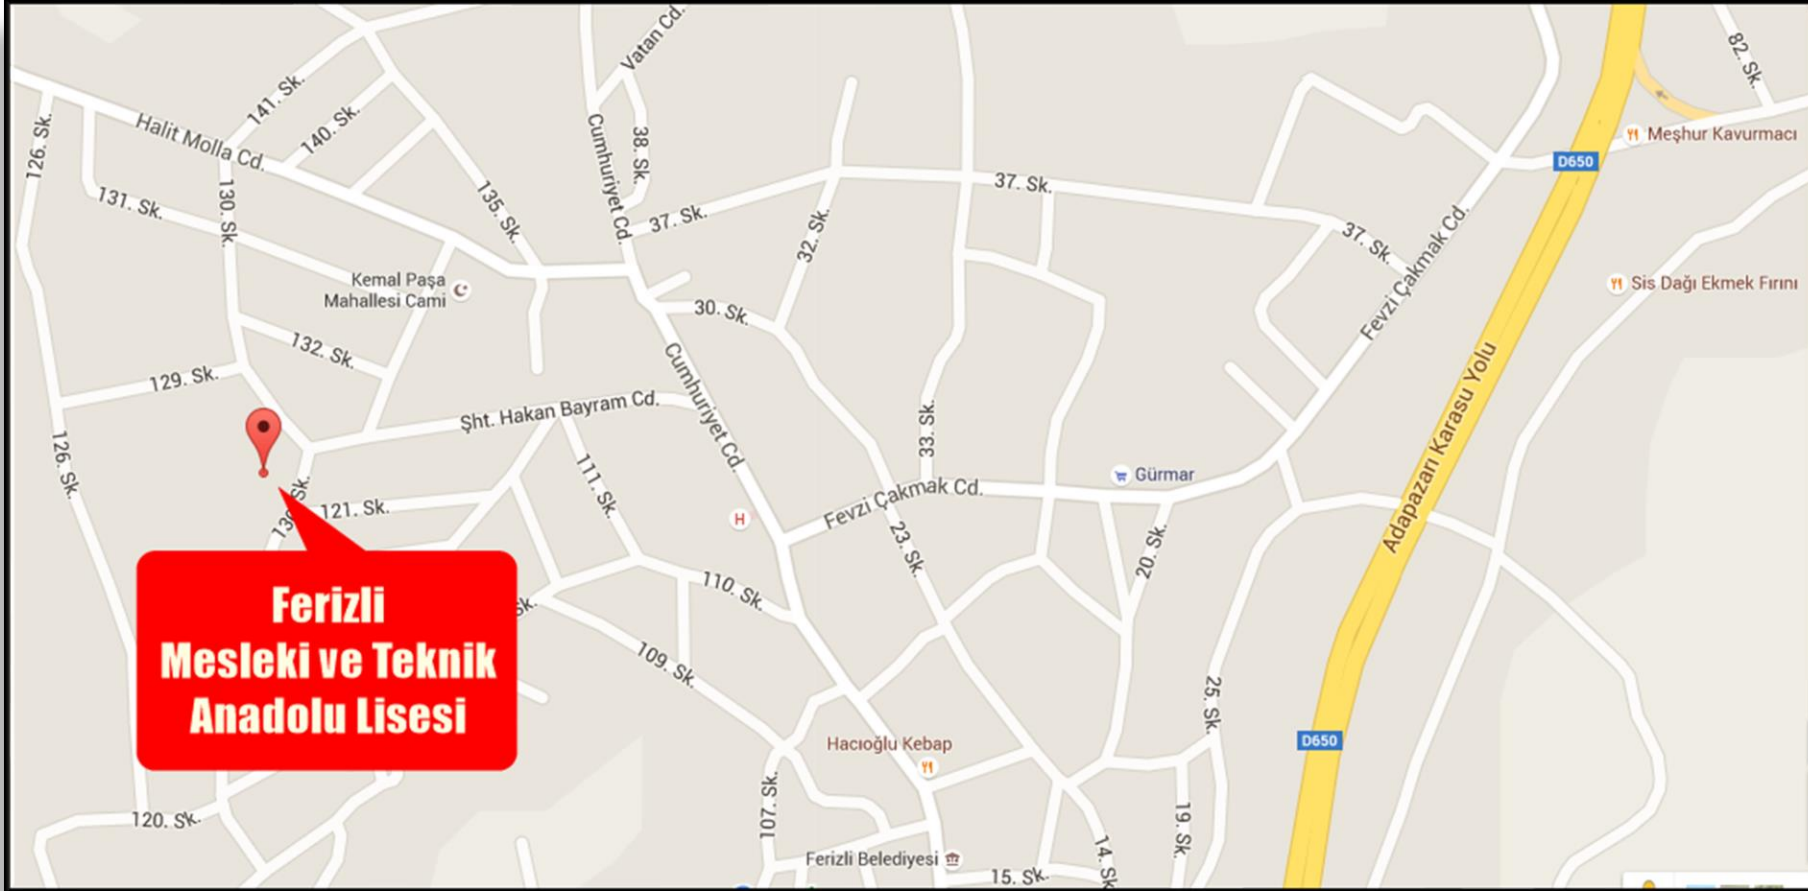 Vatan Cd.
82. Sk.
141. Sk.
140. Sk.
Halit Molla Cd.
126. Sk.
Cumhuriyet Cd.
38. Sk.
Meşhur Kavurmacı
D650
131. Sk.
130. Sk.
135. Sk.
37. Sk.
37. Sk.
32. Sk.
37. Sk.
Fevzi Çakmak Cd.
Kemal Paşa
Mahallesi Cami
Sis Dağı Ekmek Fırını
30. Sk.
132. Sk.
129. Sk.
Cumhuriyet Cd.
Şht. Hakan Bayram Cd.
33. Sk.
Adapazarı Karasu Yolu
126. Sk.
111. Sk.
Gürmar
Fevzi Çakmak Cd.
121. Sk.
H
23. Sk.
20. Sk.
110. Sk.
Sk.
Ferizli
Mesleki ve Teknik
Anadolu Lisesi
109. Sk.
25. Sk.
D650
Hacıoğlu Kebap
107. Sk.
120. Sk.
19. Sk.
14. Sk
Ferizli Belediyesi
15. Sk.